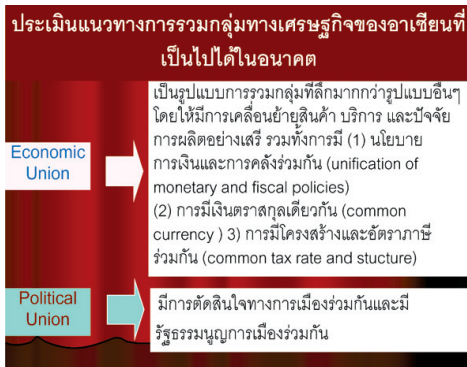 ประเมินแนวทางการรวมกลุ่มทางเศรษฐกิจของอาเซียนที่
เป็นไปได้ในอนาคต
Economic
Union
เป็นรูปแบบการรวมกลุ่มที่ลึกมากกว่ารูปแบบอื่นๆ
โดยให้มีการเคลื่อนย้ายสินค้า บริการ และปัจจัย
การผลิตอย่างเสรี รวมทั้งการมี (1) นโยบาย
การเงินและการคลังร่วมกัน (unification of
monetary and fiscal policies)
(2) การมีเงินตราสกุลเดียวกัน (common
currency ) 3) การมีโครงสร้างและอัตราภาษี
ร่วมกัน (common tax rate and stucture)
Political
Union
มีการตัดสินใจทางการเมืองร่วมกันและมี
รัฐธรรมนูญการเมืองร่วมกัน